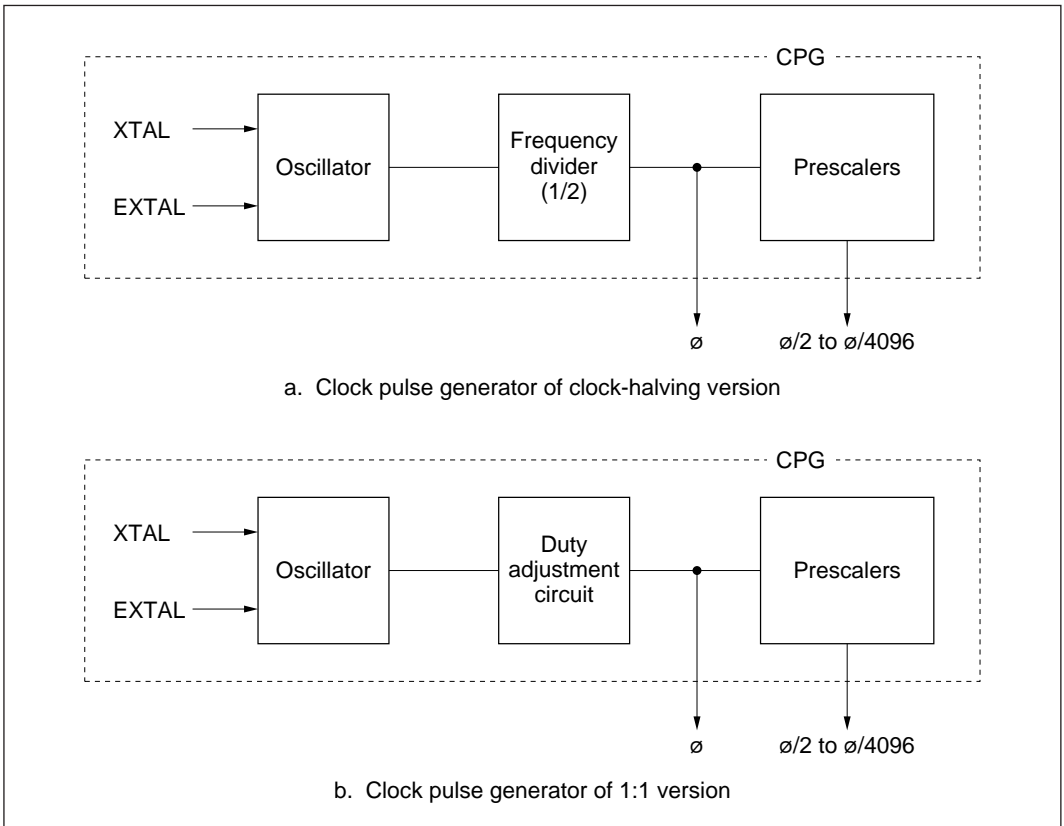 CPG
XTAL
EXTAL
Oscillator
Frequency
divider
(1/2)
Prescalers
ø
ø/2 to ø/4096
a. Clock pulse generator of clock-halving version
CPG
XTAL
EXTAL
Oscillator
Duty
adjustment
circuit
Prescalers
ø
ø/2 to ø/4096
b. Clock pulse generator of 1:1 version